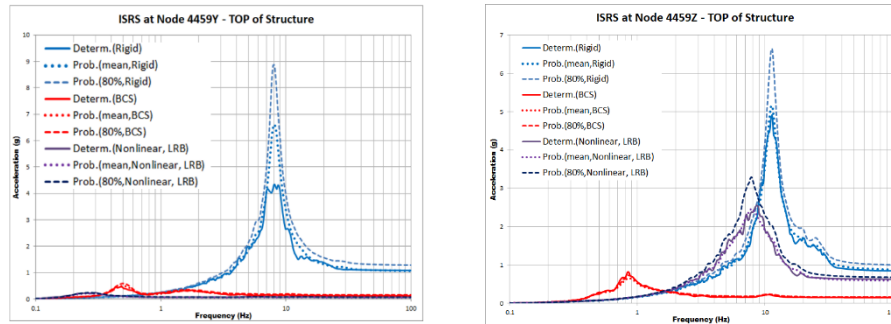 ISRS at Node 4459Y - TOP of Structure
10
9
8
7
6
5
4
3
2
1
0
Acceleration (g)
Determ.(Rigid)
Prob.(mean,Rigid)
Prob.(80%,Rigid)
Determ.(BCS)
Prob.(mean,BCS)
Prob.(80%,BCS)
Determ.(Nonlinear, LRB)
Prob.(mean,Nonlinear, LRB)
Prob.(80%,Nonlinear, LRB)
0.1 1 10 100
Frequency (Hz)
ISRS at Node 4459Z - TOP of Structure
7
6
5
4
3
2
1
0
Acceleration (g)
Determ.(Rigid)
Prob.(mean,Rigid)
Prob.(80%,Rigid)
Determ.(BCS)
Prob.(mean,BCS)
Prob.(80%,BCS)
Determ.(Nonlinear, LRB)
Prob.(mean,Nonlinear, LRB)
Prob.(80%,Nonlinear, LRB)
0.1 1 10
Frequency (Hz)